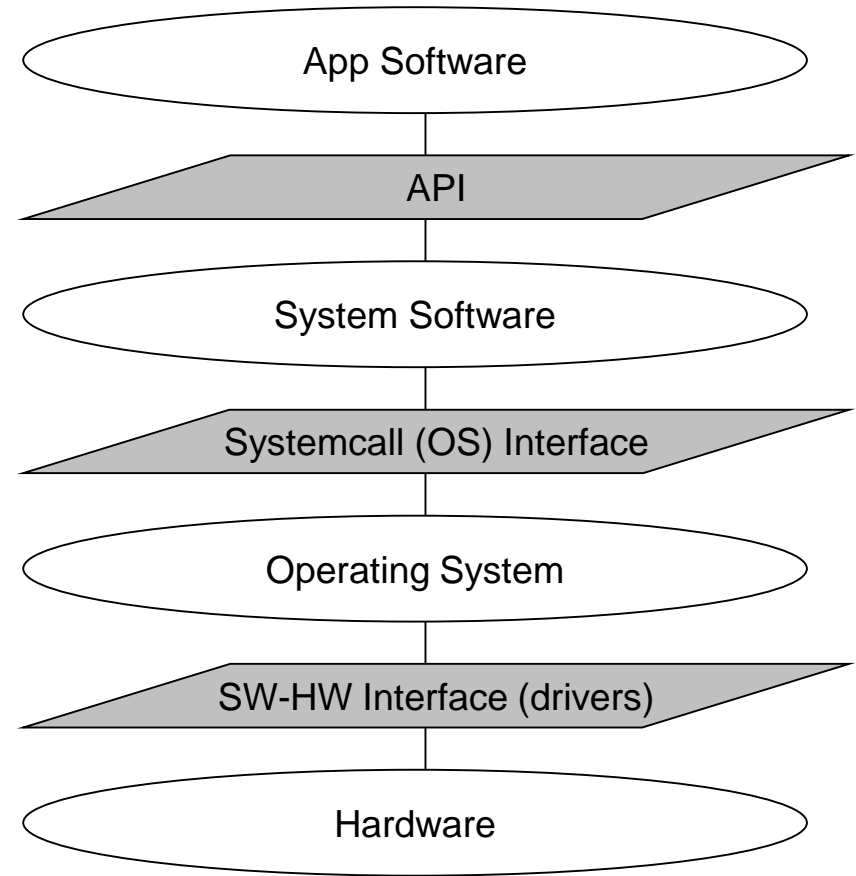 App Software
API
System Software
Systemcall (OS) Interface
Operating System
SW-HW Interface (drivers)
Hardware